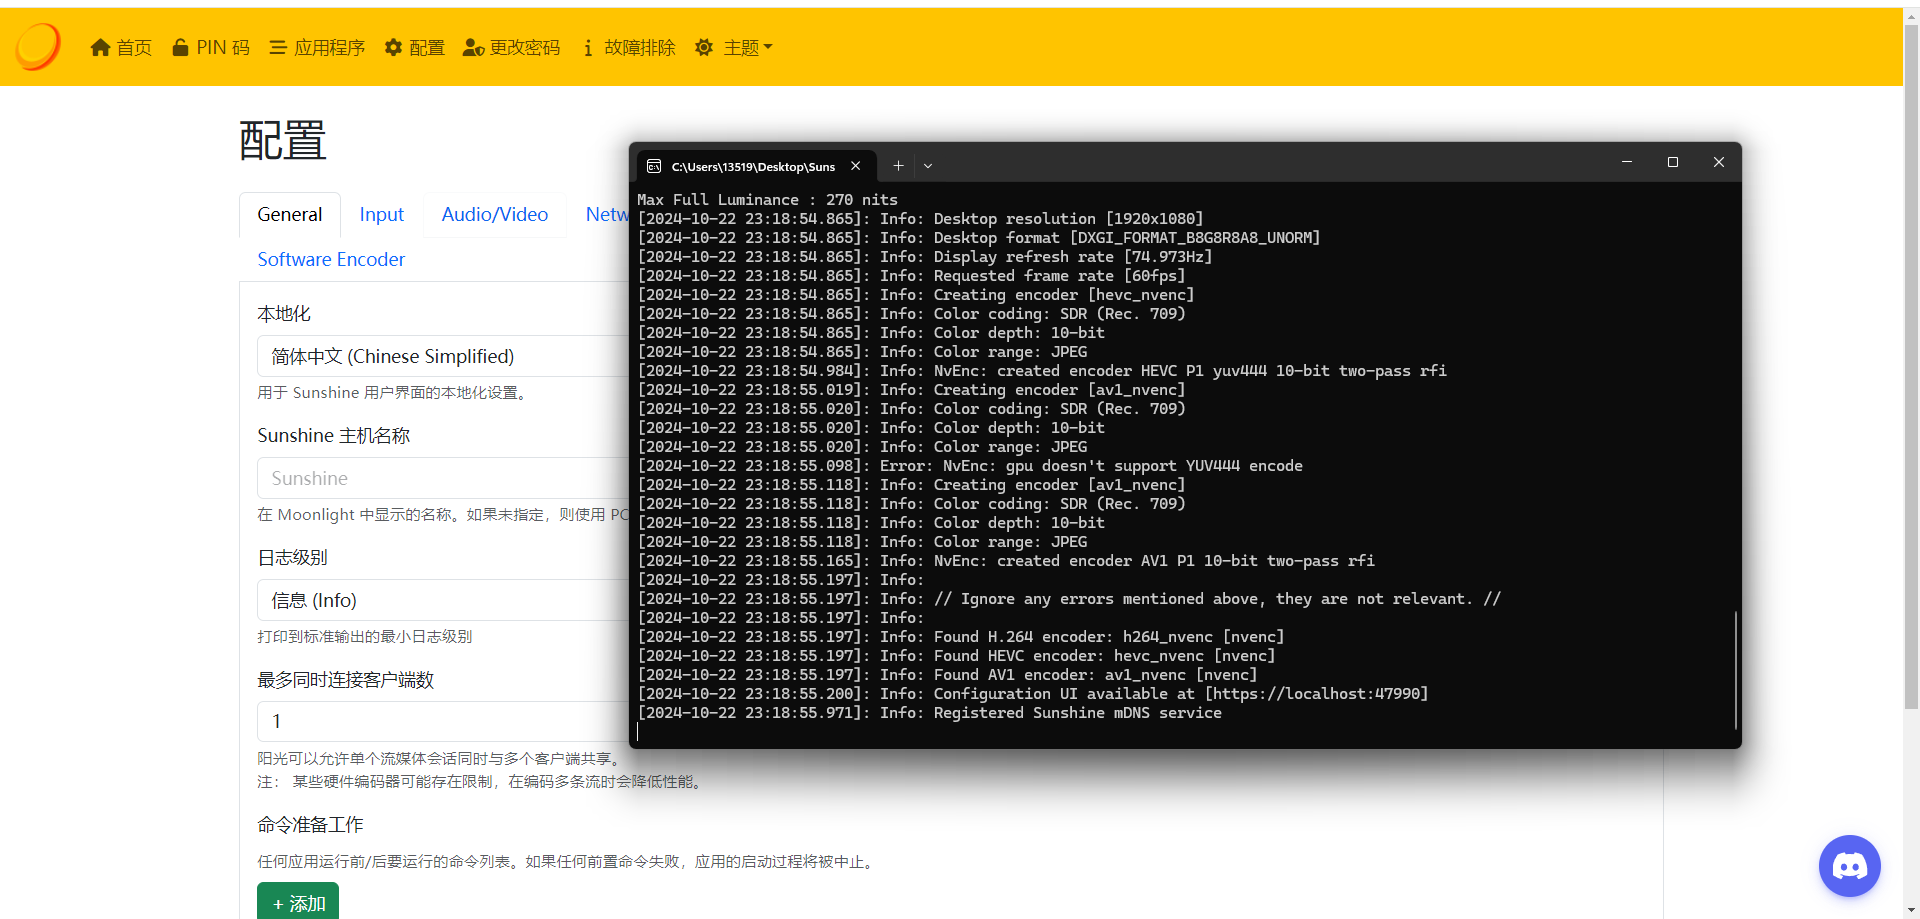 首页
PIN 码
应用程序
配置
更改密码
故障排除
主题
配置
General
Input
Audio/Video
Netw
Software Encoder
本地化
简体中文 (Chinese Simplified)
用于 Sunshine 用户界面的本地化设置。
Sunshine 主机名称
Sunshine
在 Moonlight 中显示的名称。如果未指定，则使用 PC
日志级别
信息 (Info)
打印到标准输出的最小日志级别
最多同时连接客户端数
1
阳光可以允许单个流媒体会话同时与多个客户端共享。
注： 某些硬件编码器可能存在限制，在编码多条流时会降低性能。
命令准备工作
任何应用运行前/后要运行的命令列表。如果任何前置命令失败，应用的启动过程将被中止。
+ 添加
C:\Users\13519\Desktop\Suns
Max Full Luminance : 270 nits
[2024-10-22 23:18:54.865]: Info: Desktop resolution [1920x1080]
[2024-10-22 23:18:54.865]: Info: Desktop format [DXGI_FORMAT_B8G8R8A8_UNORM]
[2024-10-22 23:18:54.865]: Info: Display refresh rate [74.973Hz]
[2024-10-22 23:18:54.865]: Info: Requested frame rate [60fps]
[2024-10-22 23:18:54.865]: Info: Creating encoder [hevc_nvenc]
[2024-10-22 23:18:54.865]: Info: Color coding: SDR (Rec. 709)
[2024-10-22 23:18:54.865]: Info: Color depth: 10-bit
[2024-10-22 23:18:54.865]: Info: Color range: JPEG
[2024-10-22 23:18:54.984]: Info: NvEnc: created encoder HEVC P1 yuv444 10-bit two-pass rfi
[2024-10-22 23:18:55.019]: Info: Creating encoder [av1_nvenc]
[2024-10-22 23:18:55.020]: Info: Color coding: SDR (Rec. 709)
[2024-10-22 23:18:55.020]: Info: Color depth: 10-bit
[2024-10-22 23:18:55.020]: Info: Color range: JPEG
[2024-10-22 23:18:55.098]: Error: NvEnc: gpu doesn't support YUV444 encode
[2024-10-22 23:18:55.118]: Info: Creating encoder [av1_nvenc]
[2024-10-22 23:18:55.118]: Info: Color coding: SDR (Rec. 709)
[2024-10-22 23:18:55.118]: Info: Color depth: 10-bit
[2024-10-22 23:18:55.118]: Info: Color range: JPEG
[2024-10-22 23:18:55.165]: Info: NvEnc: created encoder AV1 P1 10-bit two-pass rfi
[2024-10-22 23:18:55.197]: Info:
[2024-10-22 23:18:55.197]: Info: // Ignore any errors mentioned above, they are not relevant. //
[2024-10-22 23:18:55.197]: Info:
[2024-10-22 23:18:55.197]: Info: Found H.264 encoder: h264_nvenc [nvenc]
[2024-10-22 23:18:55.197]: Info: Found HEVC encoder: hevc_nvenc [nvenc]
[2024-10-22 23:18:55.197]: Info: Found AV1 encoder: av1_nvenc [nvenc]
[2024-10-22 23:18:55.200]: Info: Configuration UI available at [https://localhost:47990]
[2024-10-22 23:18:55.971]: Info: Registered Sunshine mDNS service